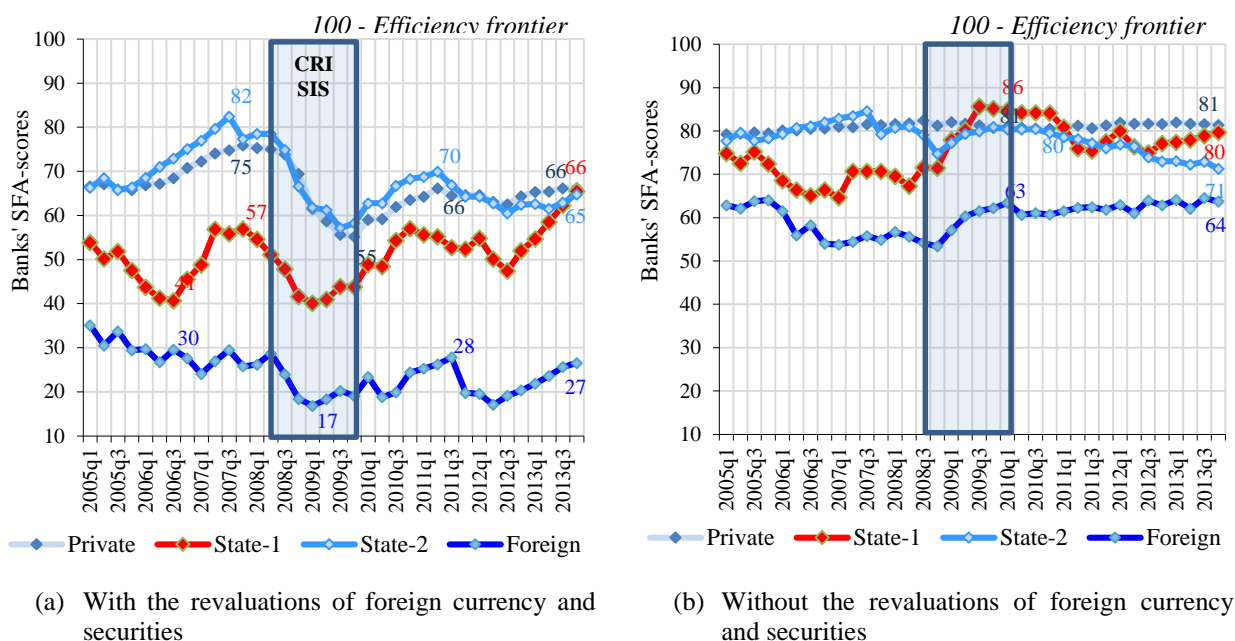 100 - Efficiency frontier
Banks' SFA-scores
100
90
80
70
60
50
40
30
20
10
CRI
SIS
82
75
57
41
30
55
17
70
66
28
66
66
65
27
2005q1
2005q3
2006q1
2006q3
2007q1
2007q3
2008q1
2008q3
2009q1
2009q3
2010q1
2010q3
2011q1
2011q3
2012q1
2012q3
2013q1
2013q3
Private State-1 State-2 Foreign
(a) With the revaluations of foreign currency and
securities
100 - Efficiency frontier
Banks' SFA-scores
100
90
80
70
60
50
40
30
20
10
86
81
80
63
81
80
71
64
2005q1
2005q3
2006q1
2006q3
2007q1
2007q3
2008q1
2008q3
2009q1
2009q3
2010q1
2010q3
2011q1
2011q3
2012q1
2012q3
2013q1
2013q3
Private State-1 State-2 Foreign
(b) Without the revaluations of foreign currency
and securities